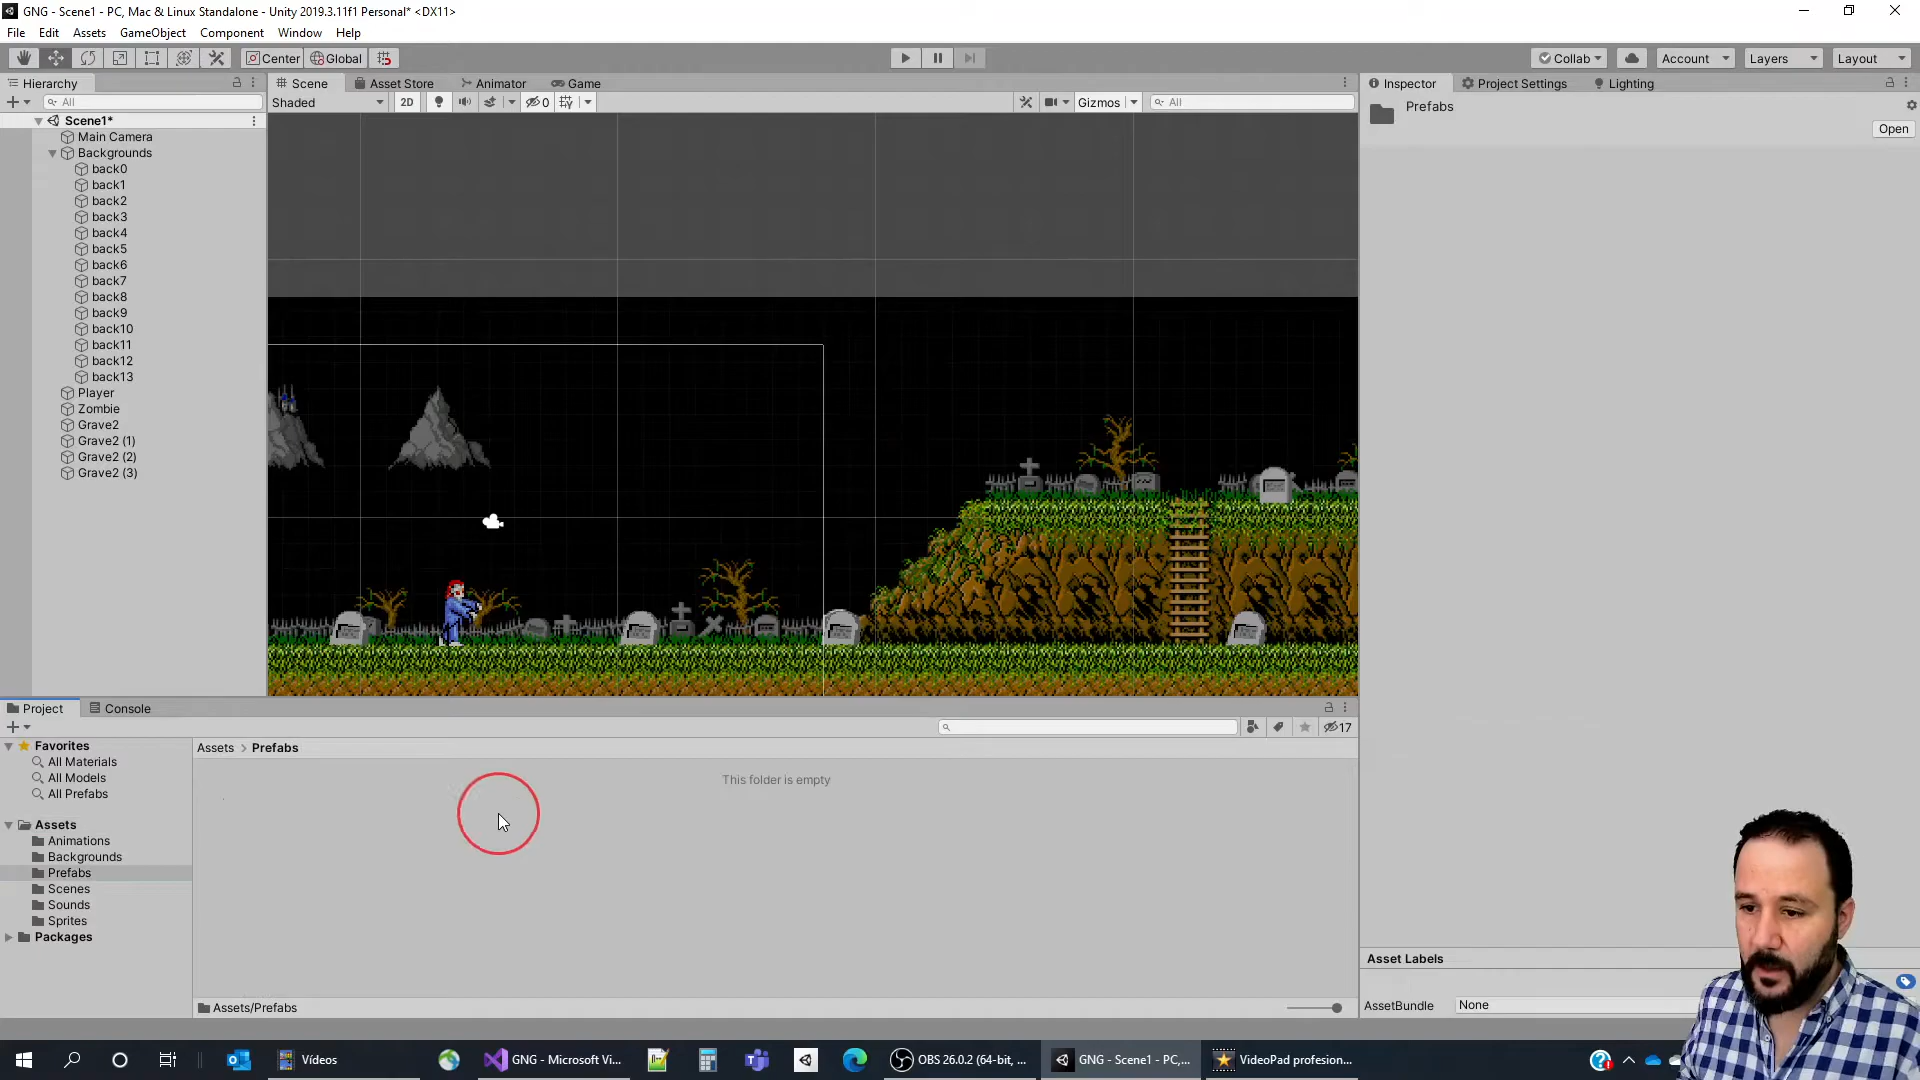 GNG - Scene1 - PC, Mac & Linux Standalone - Unity 2019.3.11f1 Personal* <DX11>
File Edit Assets GameObject Component Window Help
Center Global Collab Account Layers Layout
Hierarchy
All
Scene1*
Main Camera
Backgrounds
back0
back1
back2
back3
back4
back5
back6
back7
back8
back9
back10
back11
back12
back13
Player
Zombie
Grave2
Grave2 (1)
Grave2 (2)
Grave2 (3)
Scene Asset Store Animator Game
Shaded 2D 0 Gizmos All
Inspector Project Settings Lighting
Prefabs
Open
Project Console
17
Favorites
All Materials
All Models
All Prefabs
Assets
Animations
Backgrounds
Prefabs
Scenes
Sounds
Sprites
Packages
Assets > Prefabs
This folder is empty
Assets/Prefabs
Asset Labels
AssetBundle None
Vídeos
GNG - Microsoft Vi...
OBS 26.0.2 (64-bit, ...
GNG - Scene1 - PC,...
VideoPad profesion...